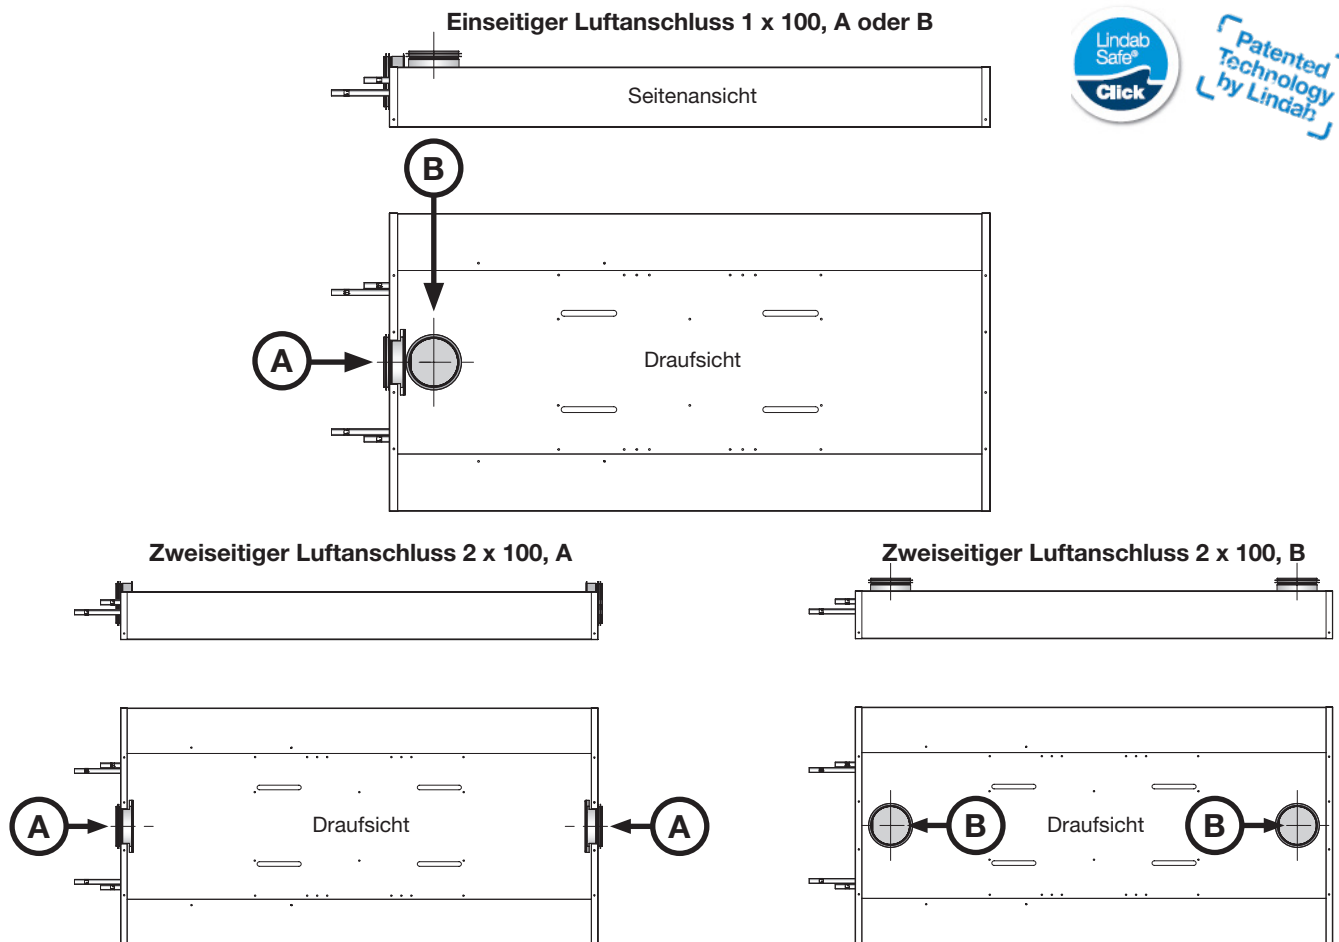 Einseitiger Luftanschluss 1 x 100, A oder B
Lindab
Safe®
Click
Patented
Technology
by Lindab
Seitenansicht
B
A
Draufsicht
Zweiseitiger Luftanschluss 2 x 100, A
Zweiseitiger Luftanschluss 2 x 100, B
A
Draufsicht
A
B
Draufsicht
B